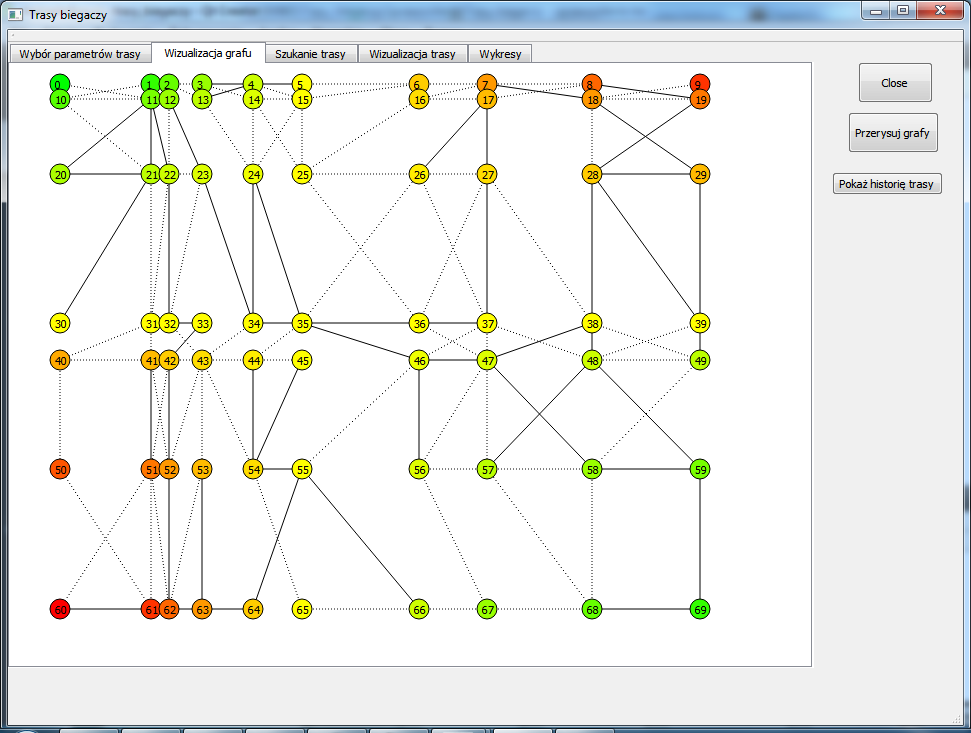 Trasy biegaczy
Wybór parametrów trasy Wizualizacja grafu Szukanie trasy Wizualizacja trasy Wykresy
0 1 2 3 4 5 6 7 8 9
10 11 12 13 14 15 16 17 18 19
20 21 22 23 24 25 26 27 28 29
30 31 32 33 34 35 36 37 38 39
40 41 42 43 44 45 46 47 48 49
50 51 52 53 54 55 56 57 58 59
60 61 62 63 64 65 66 67 68 69
Close
Przerysuj grafy
Pokaż historię trasy